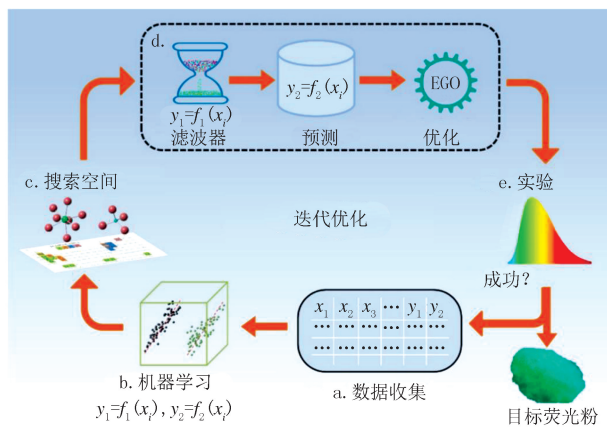 d.
y₁=f₁(xᵢ)
滤波器
y₂=f₂(xᵢ)
预测
EGO
优化
c. 搜索空间
e. 实验
迭代优化
成功？
x₁ x₂ x₃ ⋯ y₁ y₂
⋯ ⋯ ⋯ ⋯ ⋯ ⋯
⋯ ⋯ ⋯ ⋯ ⋯ ⋯
a. 数据收集
b. 机器学习
y₁=f₁(xᵢ), y₂=f₂(xᵢ)
目标荧光粉